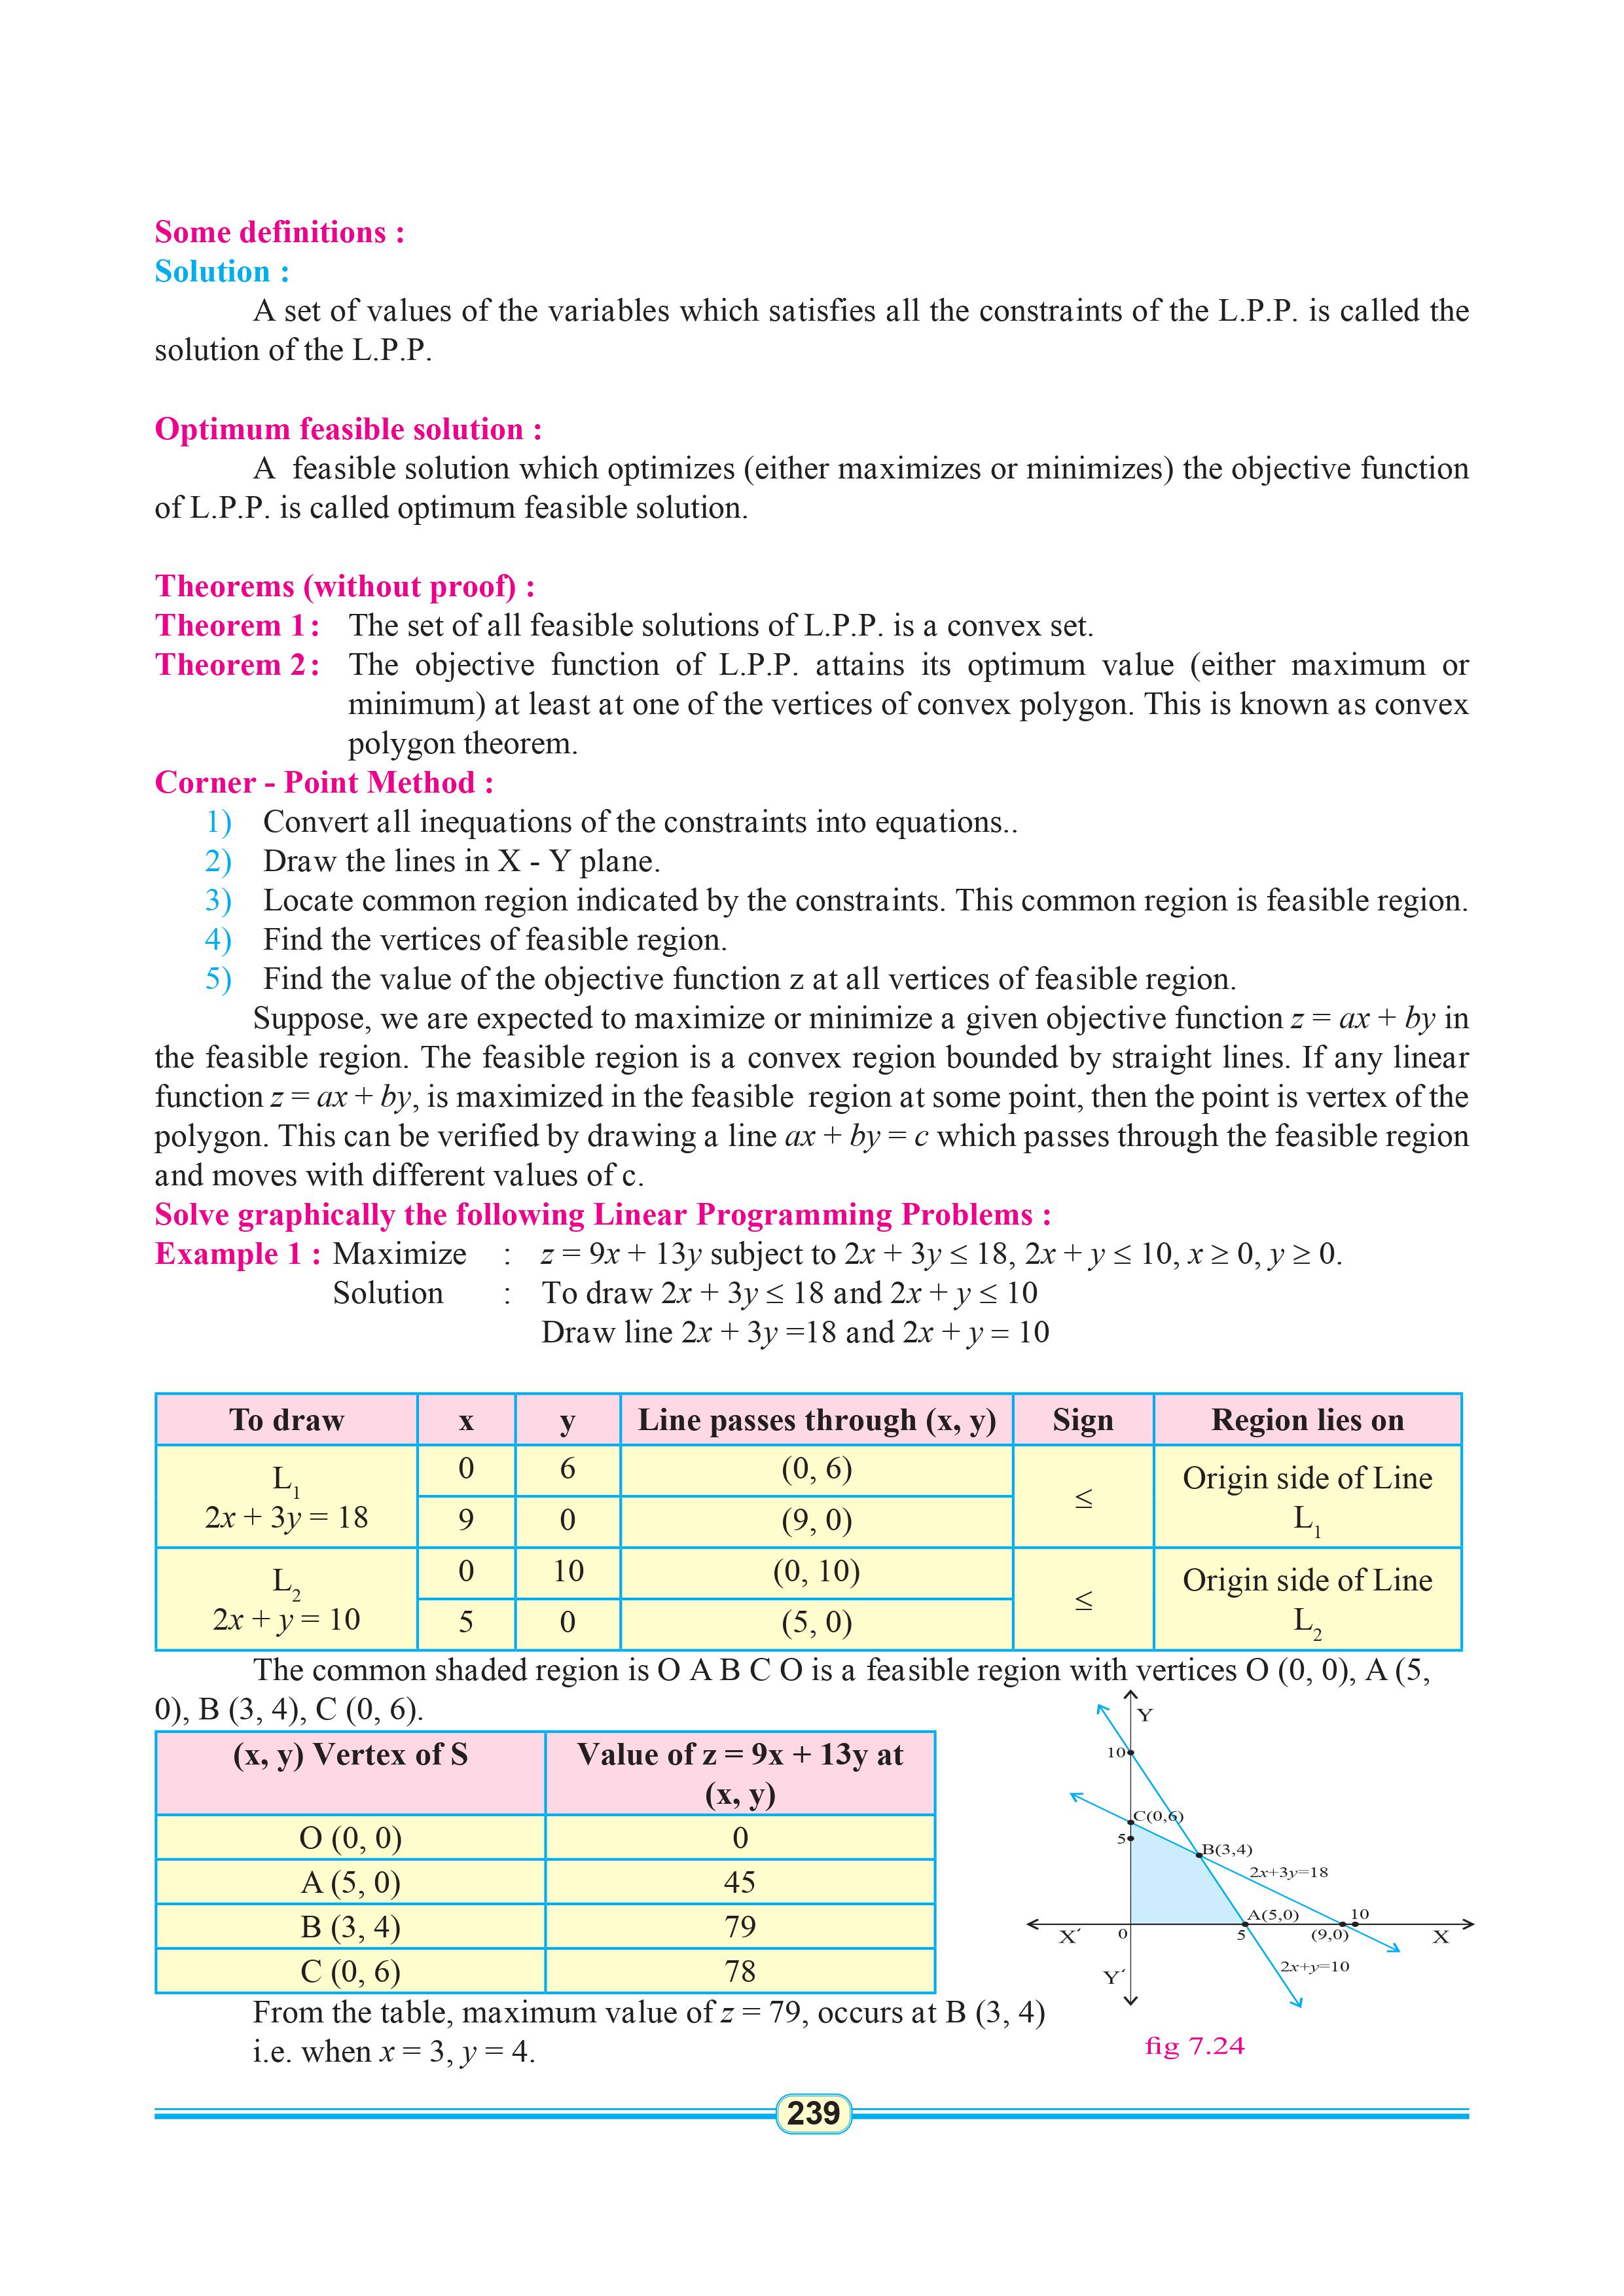 Some definitions :
Solution :
A set of values of the variables which satisfies all the constraints of the L.P.P. is called the
solution of the L.P.P.
Optimum feasible solution :
A feasible solution which optimizes (either maximizes or minimizes) the objective function
of L.P.P. is called optimum feasible solution.
Theorems (without proof) :
Theorem 1: The set of all feasible solutions of L.P.P. is a convex set.
Theorem 2: The objective function of L.P.P. attains its optimum value (either maximum or
minimum) at least at one of the vertices of convex polygon. This is known as convex
polygon theorem.
Corner - Point Method :
1) Convert all inequations of the constraints into equations..
2) Draw the lines in X - Y plane.
3) Locate common region indicated by the constraints. This common region is feasible region.
4) Find the vertices of feasible region.
5) Find the value of the objective function z at all vertices of feasible region.
Suppose, we are expected to maximize or minimize a given objective function z = ax + by in
the feasible region. The feasible region is a convex region bounded by straight lines. If any linear
function z = ax + by, is maximized in the feasible region at some point, then the point is vertex of the
polygon. This can be verified by drawing a line ax + by = c which passes through the feasible region
and moves with different values of c.
Solve graphically the following Linear Programming Problems :
Example 1 : Maximize : z = 9x + 13y subject to 2x + 3y ≤ 18, 2x + y ≤ 10, x ≥ 0, y ≥ 0.
Solution : To draw 2x + 3y ≤ 18 and 2x + y ≤ 10
Draw line 2x + 3y =18 and 2x + y = 10
To draw x y Line passes through (x, y) Sign Region lies on
L₁
2x + 3y = 18
0 6 (0, 6)
9 0 (9, 0)
≤
Origin side of Line
L₁
L₂
2x + y = 10
0 10 (0, 10)
5 0 (5, 0)
≤
Origin side of Line
L₂
The common shaded region is O A B C O is a feasible region with vertices O (0, 0), A (5,
0), B (3, 4), C (0, 6).
(x, y) Vertex of S Value of z = 9x + 13y at
(x, y)
O (0, 0) 0
A (5, 0) 45
B (3, 4) 79
C (0, 6) 78
From the table, maximum value of z = 79, occurs at B (3, 4)
i.e. when x = 3, y = 4.
Y
10
C(0,6)
5
B(3,4)
2x+3y=18
A(5,0) 10
X′ 0 5 (9,0) X
2x+y=10
Y′
fig 7.24
239